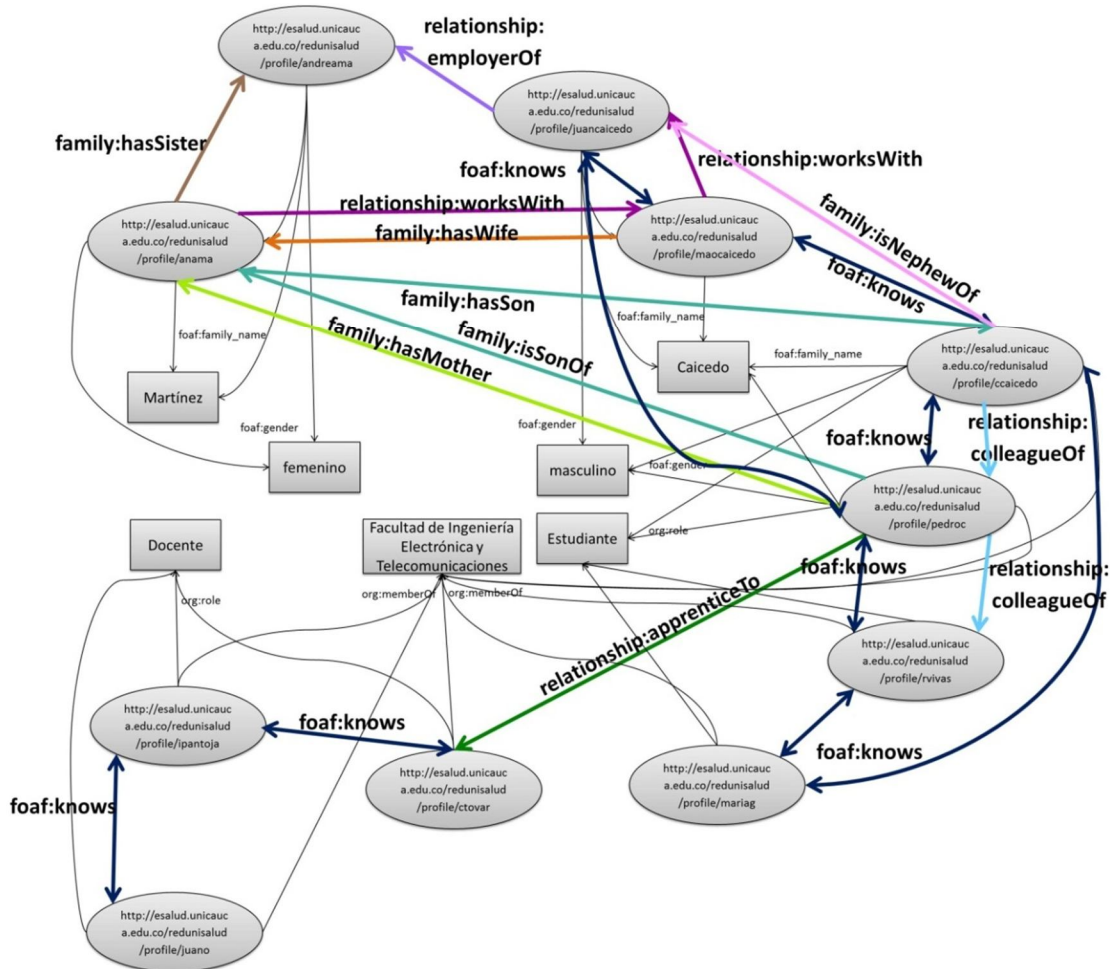 relationship:
employerOf
http://esalud.unicauc
a.edu.co/redunisalud
/profile/andreama
http://esalud.unicauc
a.edu.co/redunisalud
/profile/juancaicedo
family:hasSister
foaf:knows
relationship:worksWith
relationship:worksWith
http://esalud.unicauc
a.edu.co/redunisalud
/profile/anama
family:hasWife
http://esalud.unicauc
a.edu.co/redunisalud
/profile/maocaicedo
family:isNephewOf
foaf:knows
family:hasSon
family:isSonOf
family:hasMother
foaf:family_name
foaf:family_name
foaf:family_name
http://esalud.unicauc
a.edu.co/redunisalud
/profile/ccaicedo
Martínez
Caicedo
foaf:gender
foaf:gender
foaf:knows
relationship:
colleagueOf
femenino
masculino
foaf:gender
http://esalud.unicauc
a.edu.co/redunisalud
/profile/pedroc
Docente
Facultad de Ingeniería
Electrónica y
Telecomunicaciones
Estudiante
org:role
foaf:knows
relationship:
colleagueOf
org:role
org:memberOf
org:memberOf
relationship:apprenticeTo
http://esalud.unicauc
a.edu.co/redunisalud
/profile/rvivas
http://esalud.unicauc
a.edu.co/redunisalud
/profile/ipantoja
foaf:knows
foaf:knows
http://esalud.unicauc
a.edu.co/redunisalud
/profile/ctovar
http://esalud.unicauc
a.edu.co/redunisalud
/profile/mariag
foaf:knows
http://esalud.unicauc
a.edu.co/redunisalud
/profile/juano